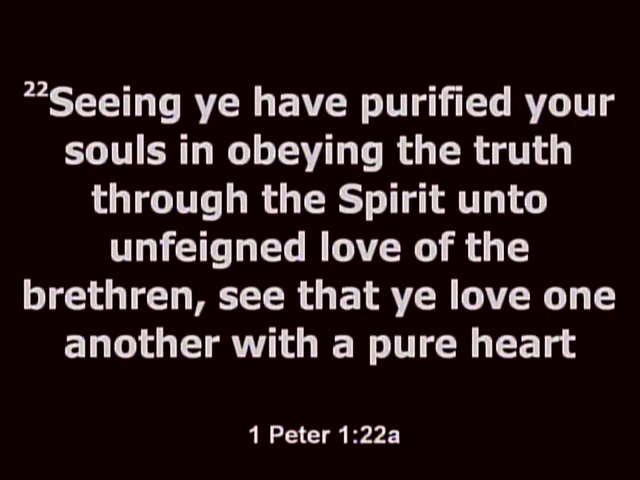 22Seeing ye have purified your
souls in obeying the truth
through the Spirit unto
unfeigned love of the
brethren, see that ye love one
another with a pure heart
1 Peter 1:22a